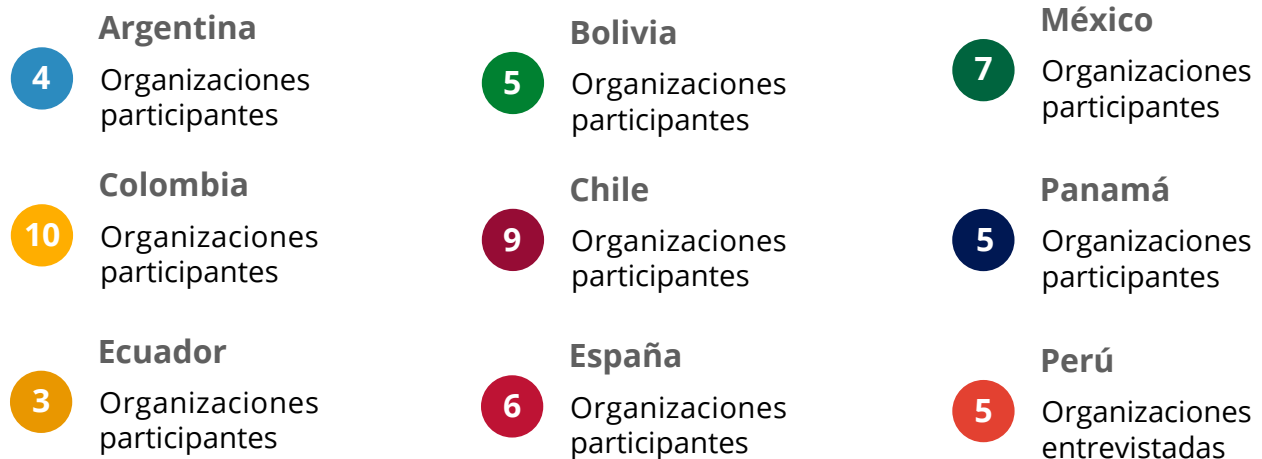 Argentina
4
Organizaciones
participantes
Bolivia
5
Organizaciones
participantes
México
7
Organizaciones
participantes
Colombia
10
Organizaciones
participantes
Chile
9
Organizaciones
participantes
Panamá
5
Organizaciones
participantes
Ecuador
3
Organizaciones
participantes
España
6
Organizaciones
participantes
Perú
5
Organizaciones
entrevistadas